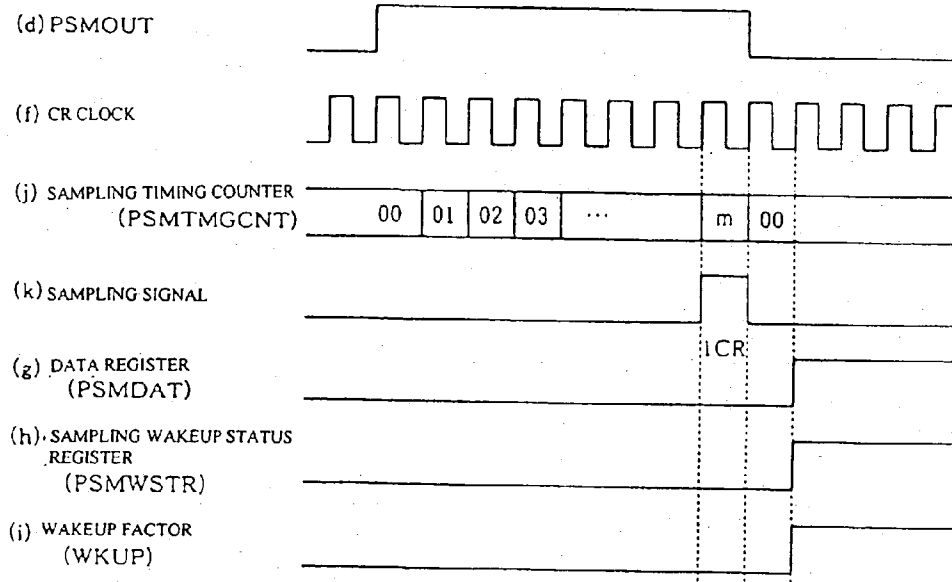 (d) PSMOUT
(f) CR CLOCK
(j) SAMPLING TIMING COUNTER
(PSMTMGCNT)
00 01 02 03 ... m 00
(k) SAMPLING SIGNAL
1CR
(g) DATA REGISTER
(PSMDAT)
(h) SAMPLING WAKEUP STATUS
REGISTER
(PSMWSTR)
(i) WAKEUP FACTOR
(WKUP)